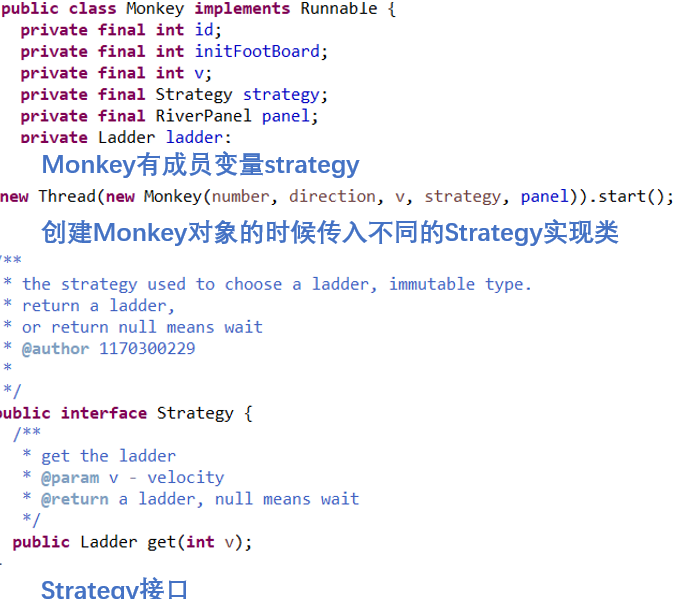 public class Monkey implements Runnable {
private final int id;
private final int initFootBoard;
private final int v;
private final Strategy strategy;
private final RiverPanel panel;
private Ladder ladder;
Monkey有成员变量strategy
new Thread(new Monkey(number, direction, v, strategy, panel)).start();
创建Monkey对象的时候传入不同的Strategy实现类
/**
* the strategy used to choose a ladder, immutable type.
* return a ladder,
* or return null means wait
* @author 1170300229
*
*/
public interface Strategy {
/**
* get the ladder
* @param v - velocity
* @return a ladder, null means wait
*/
public Ladder get(int v);
Strategy接口